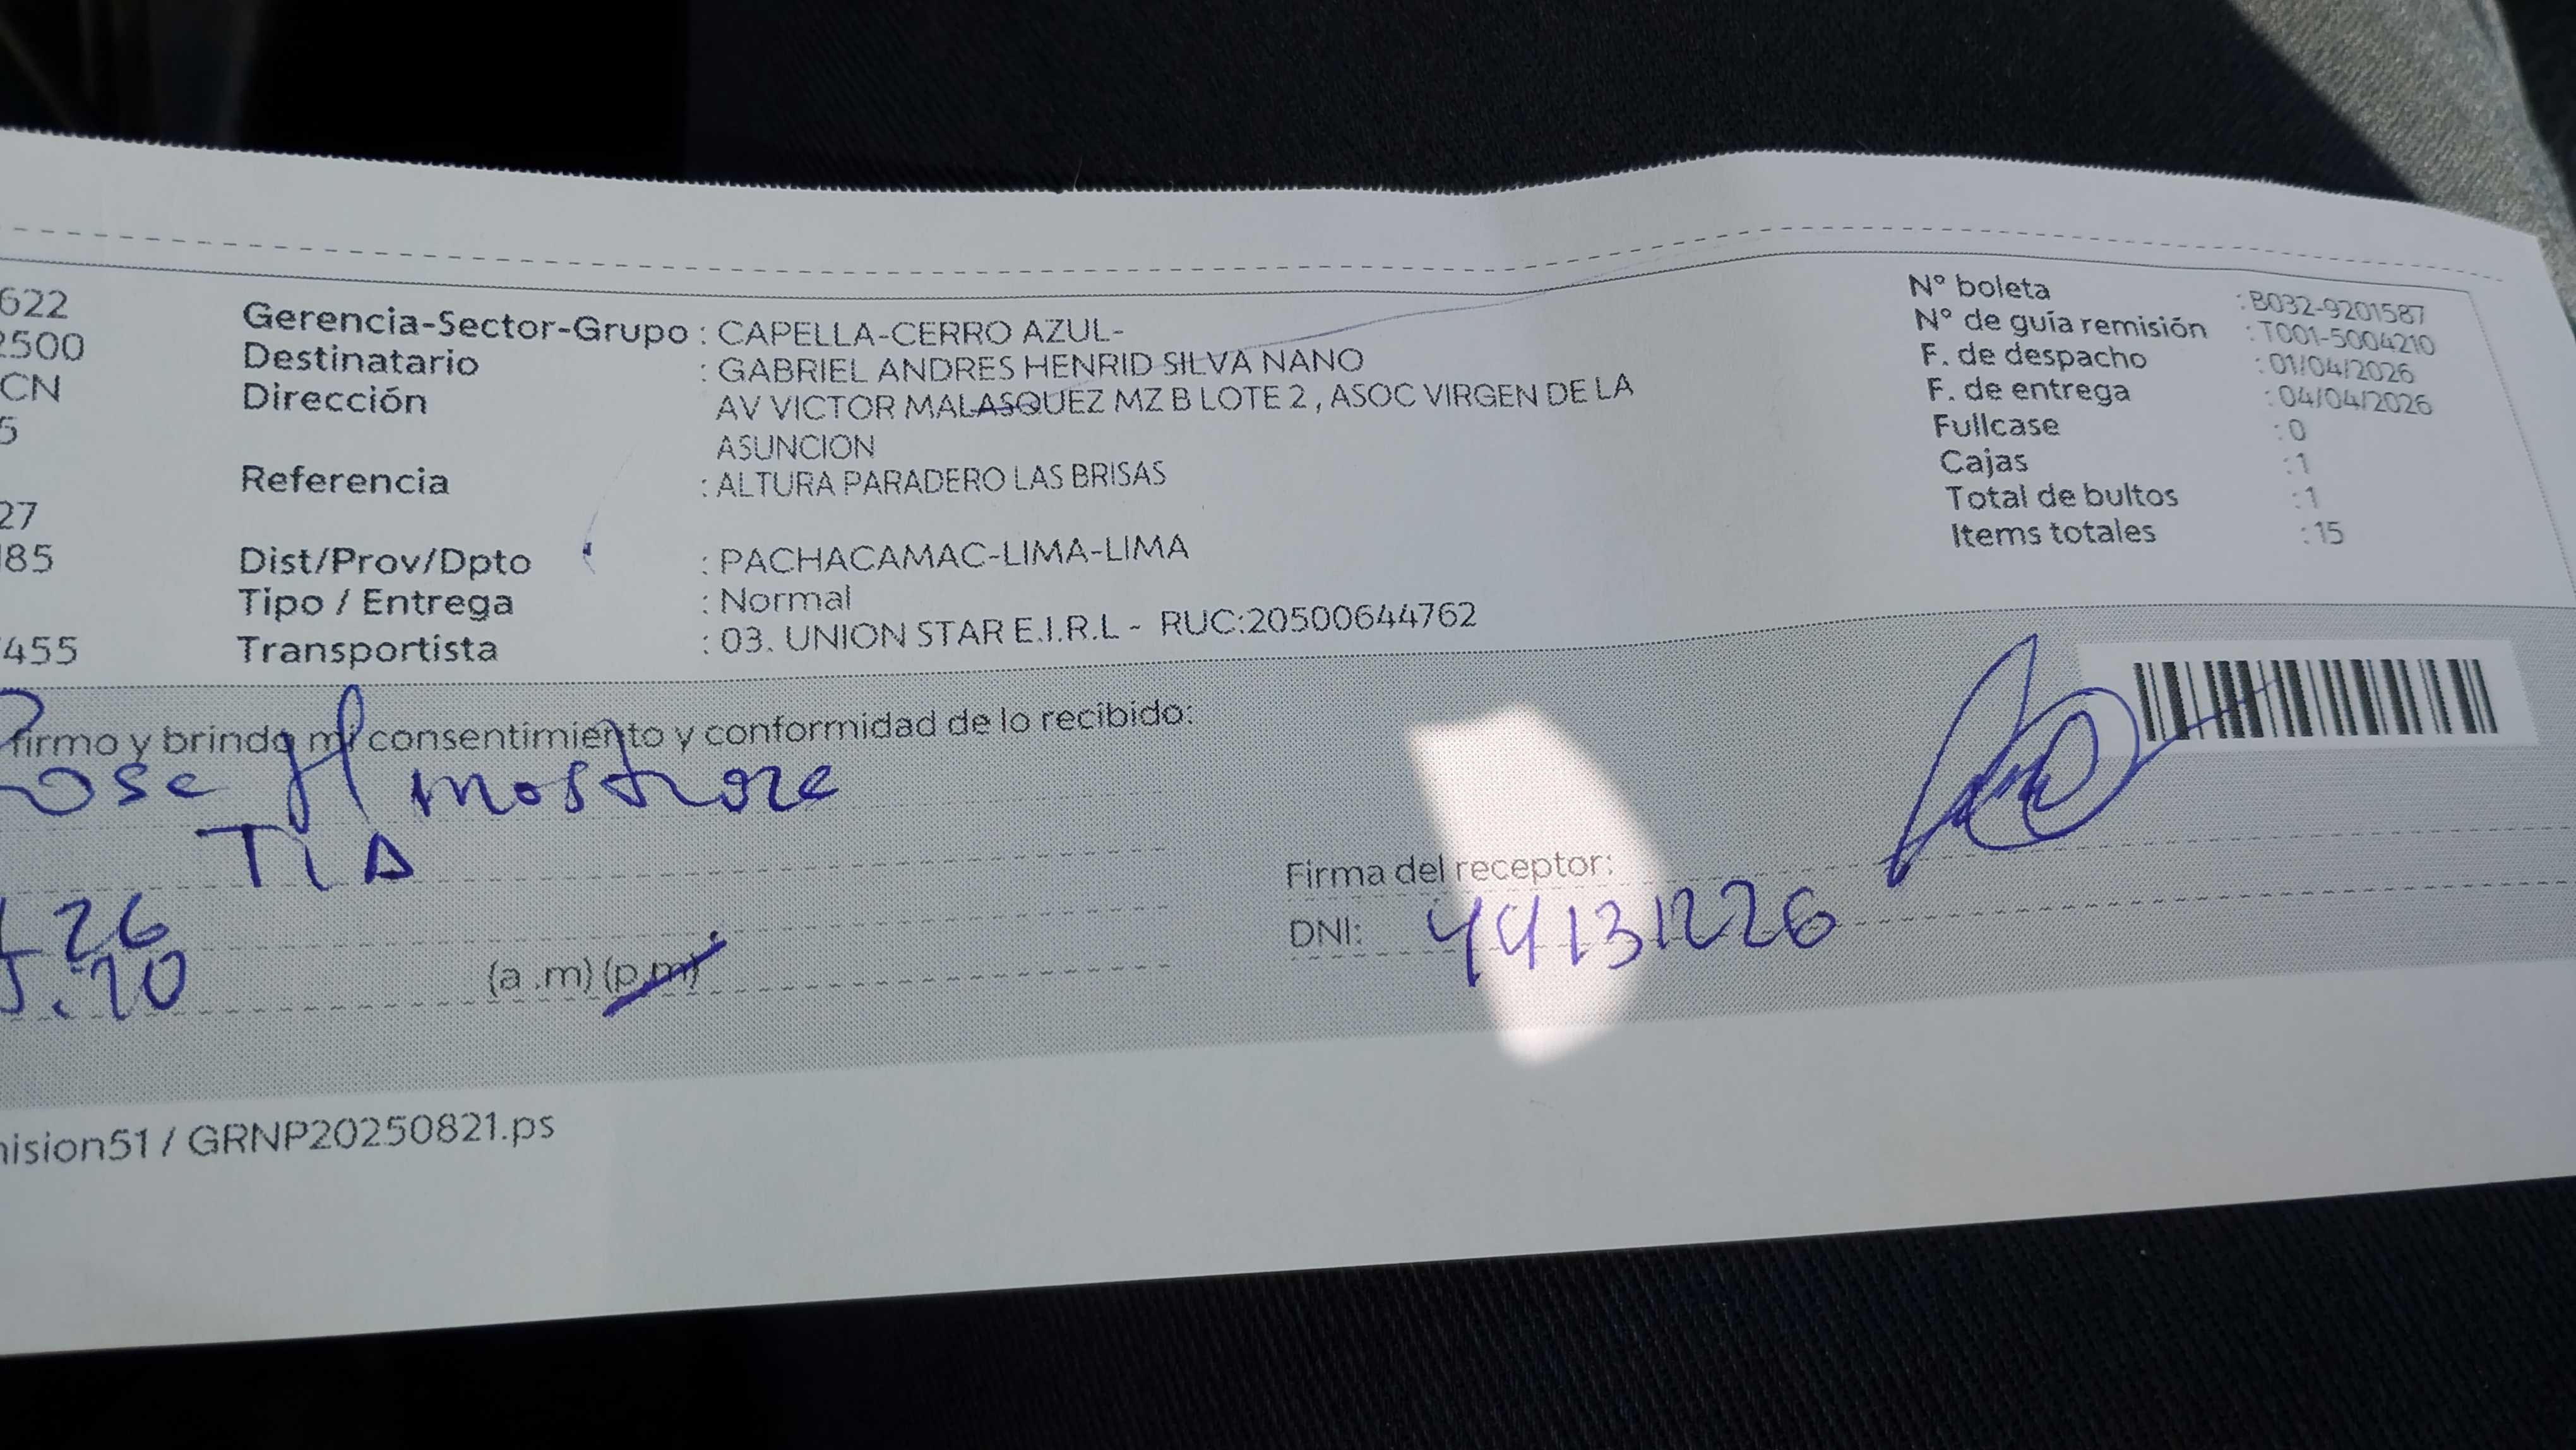 622
2500
CN
5
27
185
455
Gerencia-Sector-Grupo : CAPELLA-CERRO AZUL-
Destinatario : GABRIEL ANDRES HENRID SILVA NANO
Dirección AV VICTOR MALASQUEZ MZ B LOTE 2 , ASOC VIRGEN DE LA
ASUNCION
Referencia : ALTURA PARADERO LAS BRISAS
Dist/Prov/Dpto : PACHACAMAC-LIMA-LIMA
Tipo / Entrega : Normal
Transportista : 03. UNION STAR E.I.R.L - RUC:20500644762
N° boleta : B032-9201587
N° de guía remisión : T001-5004210
F. de despacho : 01/04/2026
F. de entrega : 04/04/2026
Fullcase : 0
Cajas : 1
Total de bultos : 1
Items totales : 15
firmo y brindo mi consentimiento y conformidad de lo recibido:
TIA
26
(a .m) (p.m)
Firma del receptor:
DNI: 44131226
ision51 / GRNP20250821.ps